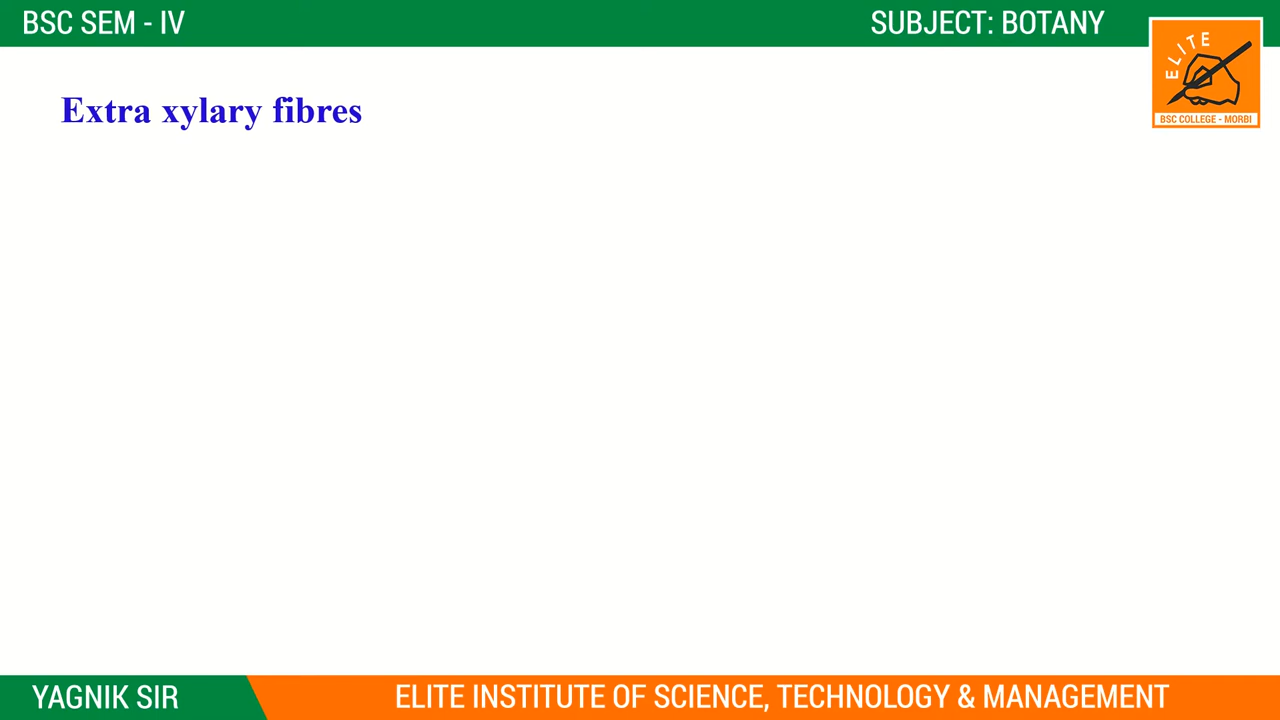 BSC SEM - IV
SUBJECT: BOTANY
ELITE
BSC COLLEGE - MORBI
Extra xylary fibres
YAGNIK SIR
ELITE INSTITUTE OF SCIENCE, TECHNOLOGY & MANAGEMENT